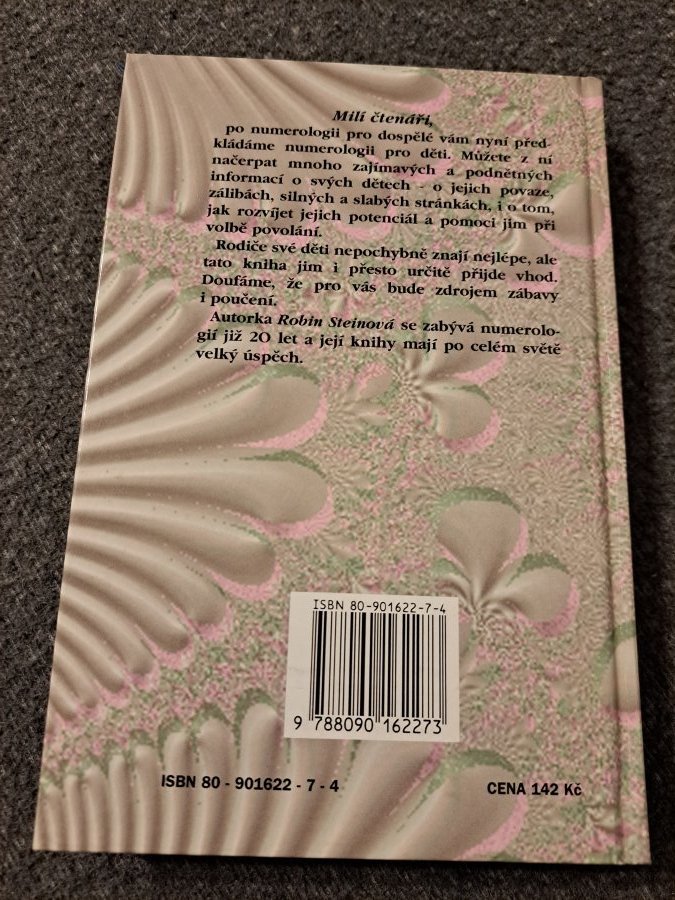 Milí čtenáři,
po numerologii pro dospělé vám nyní před-
kládáme numerologii pro děti. Můžete z ní
načerpat mnoho zajímavých a podnětných
informací o svých dětech - o jejich povaze,
zálibách, silných a slabých stránkách, i o tom,
jak rozvíjet jejich potenciál a pomoci jim při
volbě povolání.
Rodiče své děti nepochybně znají nejlépe, ale
tato kniha jim i přesto určitě přijde vhod.
Doufáme, že pro vás bude zdrojem zábavy
i poučení.
Autorka Robin Steinová se zabývá numerolo-
gií již 20 let a její knihy mají po celém světě
velký úspěch.
ISBN 80-901622-7-4
9 788090 162273
ISBN 80 - 901622 - 7 - 4
CENA 142 Kč